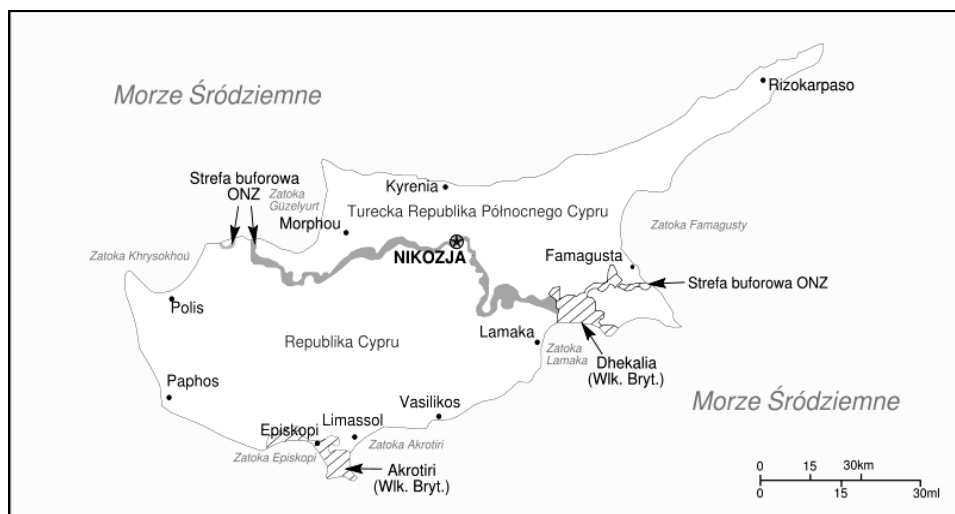 Morze Śródziemne
Rizokarpaso
Strefa buforowa
ONZ
Zatoka
Güzelyurt
Kyrenia
Morphou
Turecka Republika Północnego Cypru
Zatoka Famagusty
Zatoka Khrysokhoú
NIKOZJA
Famagusta
Strefa buforowa ONZ
Polis
Republika Cypru
Lamaka
Zatoka
Lamaka
Dhekalia
(Wlk. Bryt.)
Paphos
Vasilikos
Morze Śródziemne
Limassol
Episkopi
Zatoka Akrotiri
Zatoka Episkopi
Akrotiri
(Wlk. Bryt.)
0 15 30km
0 15 30ml